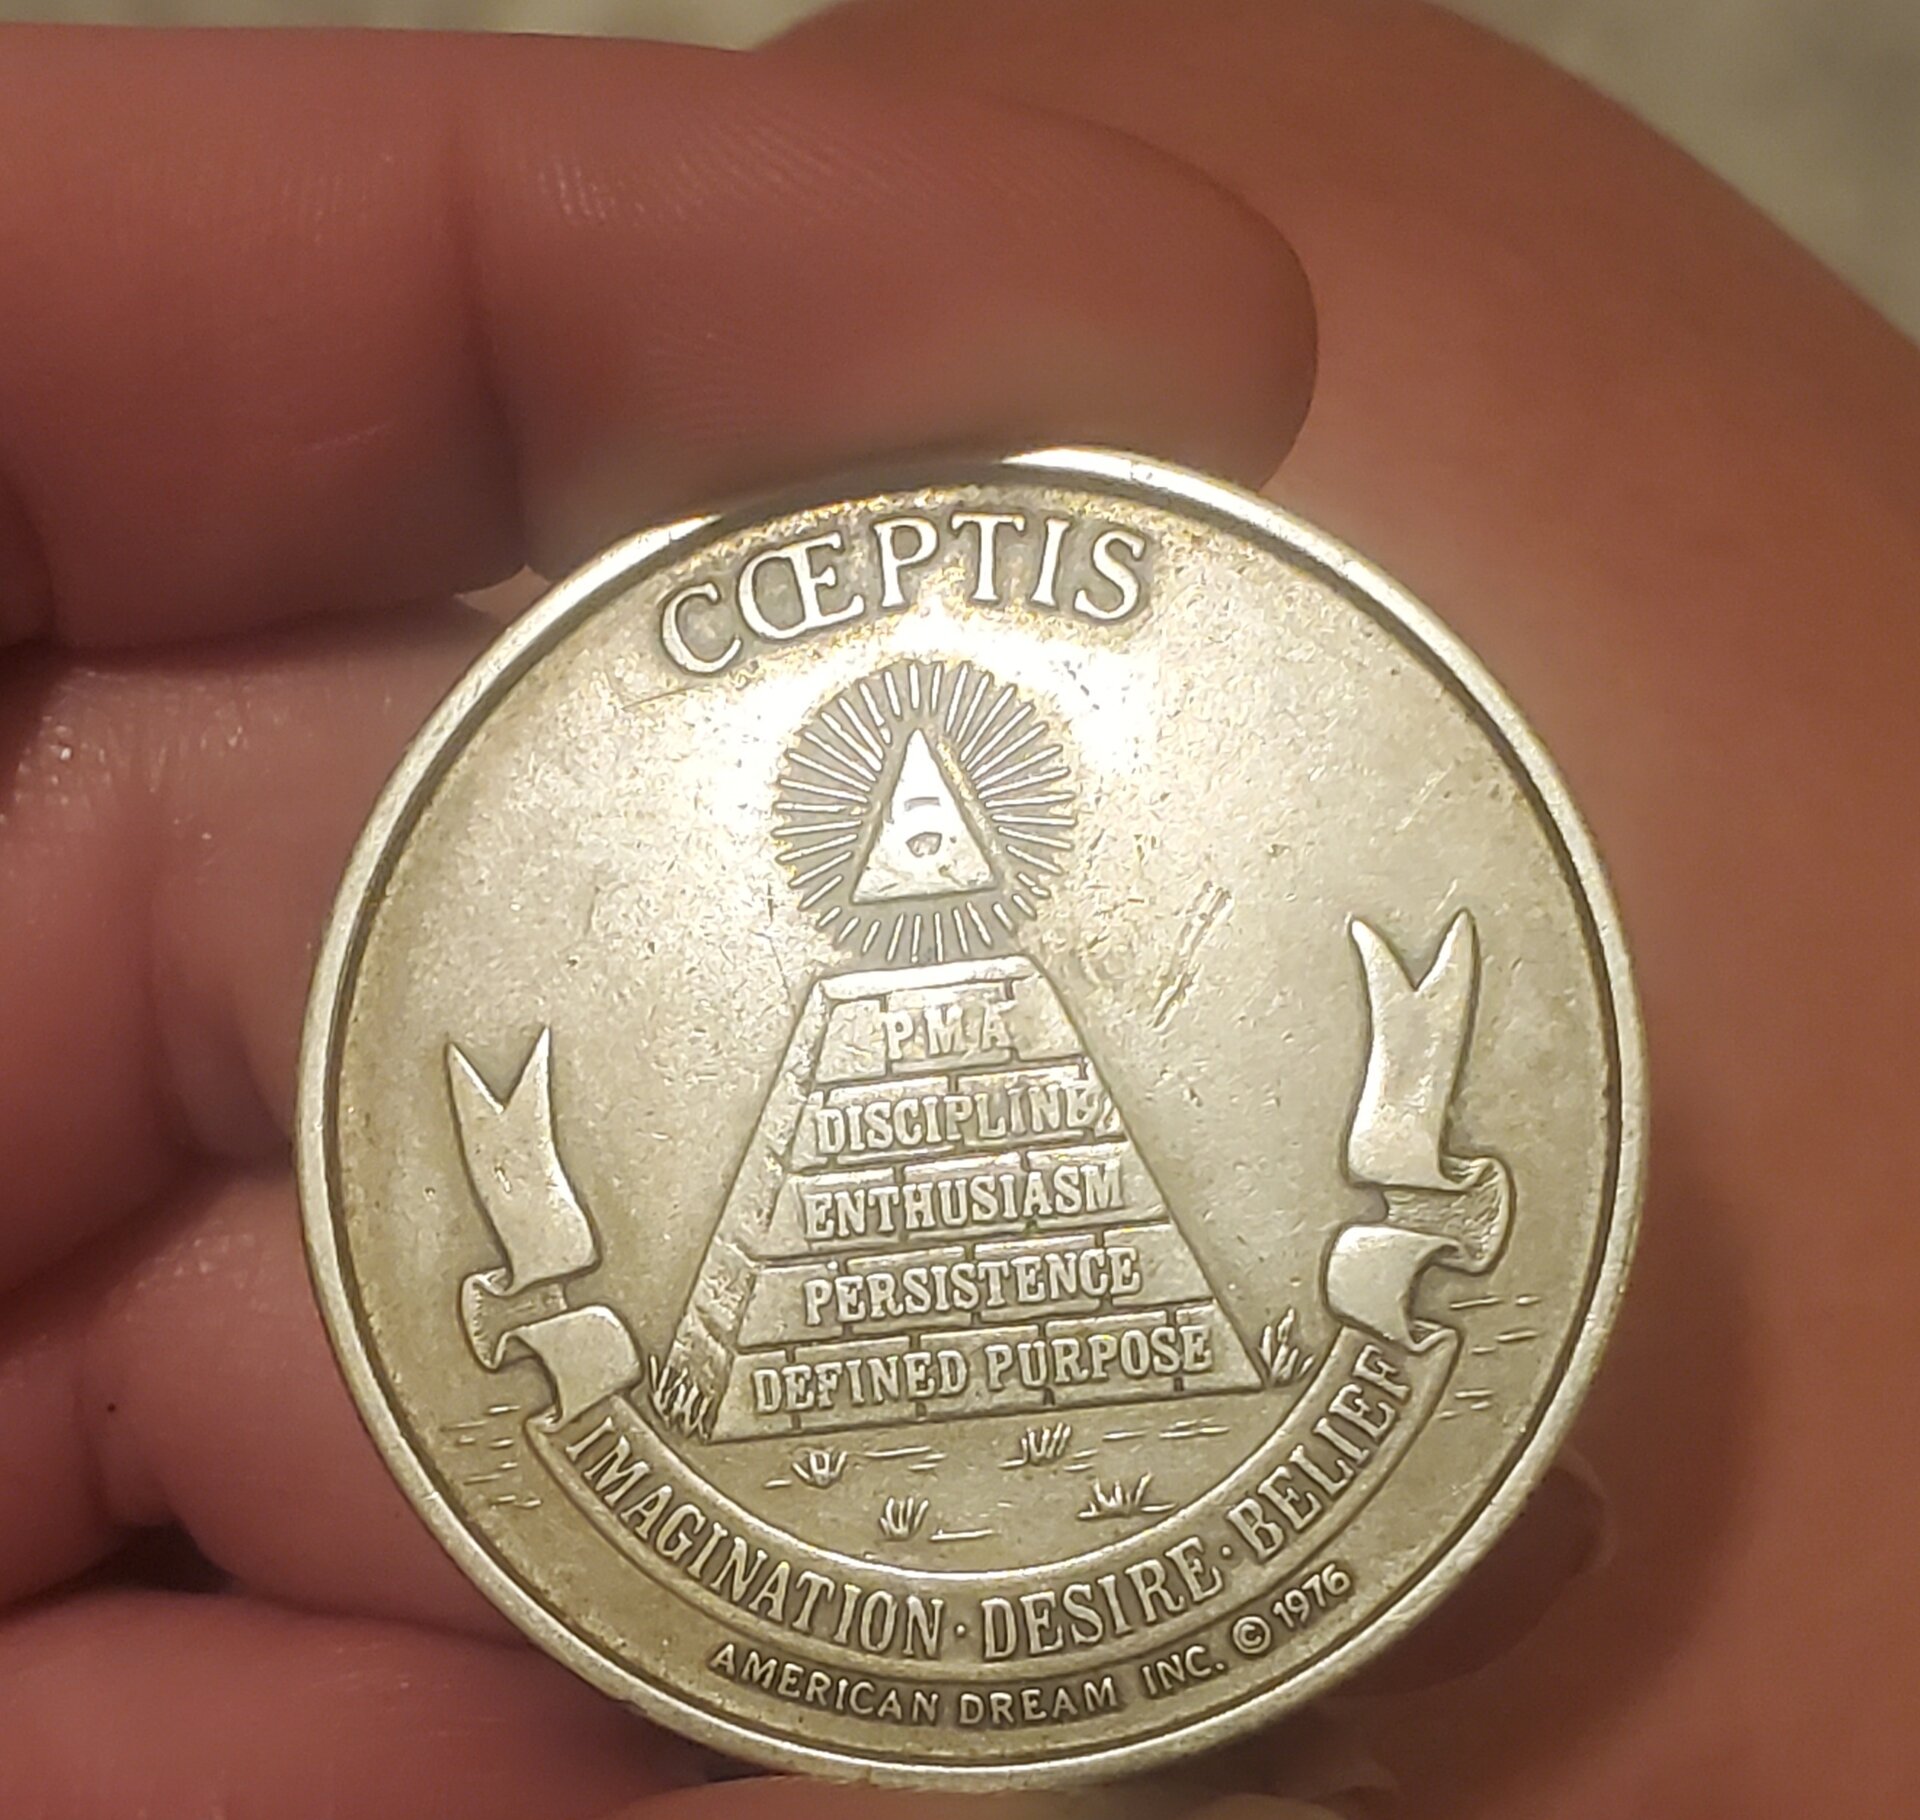 CŒPTIS
PMA
DISCIPLINE
ENTHUSIASM
PERSISTENCE
DEFINED PURPOSE
IMAGINATION · DESIRE · BELIEF
AMERICAN DREAM INC. © 1976